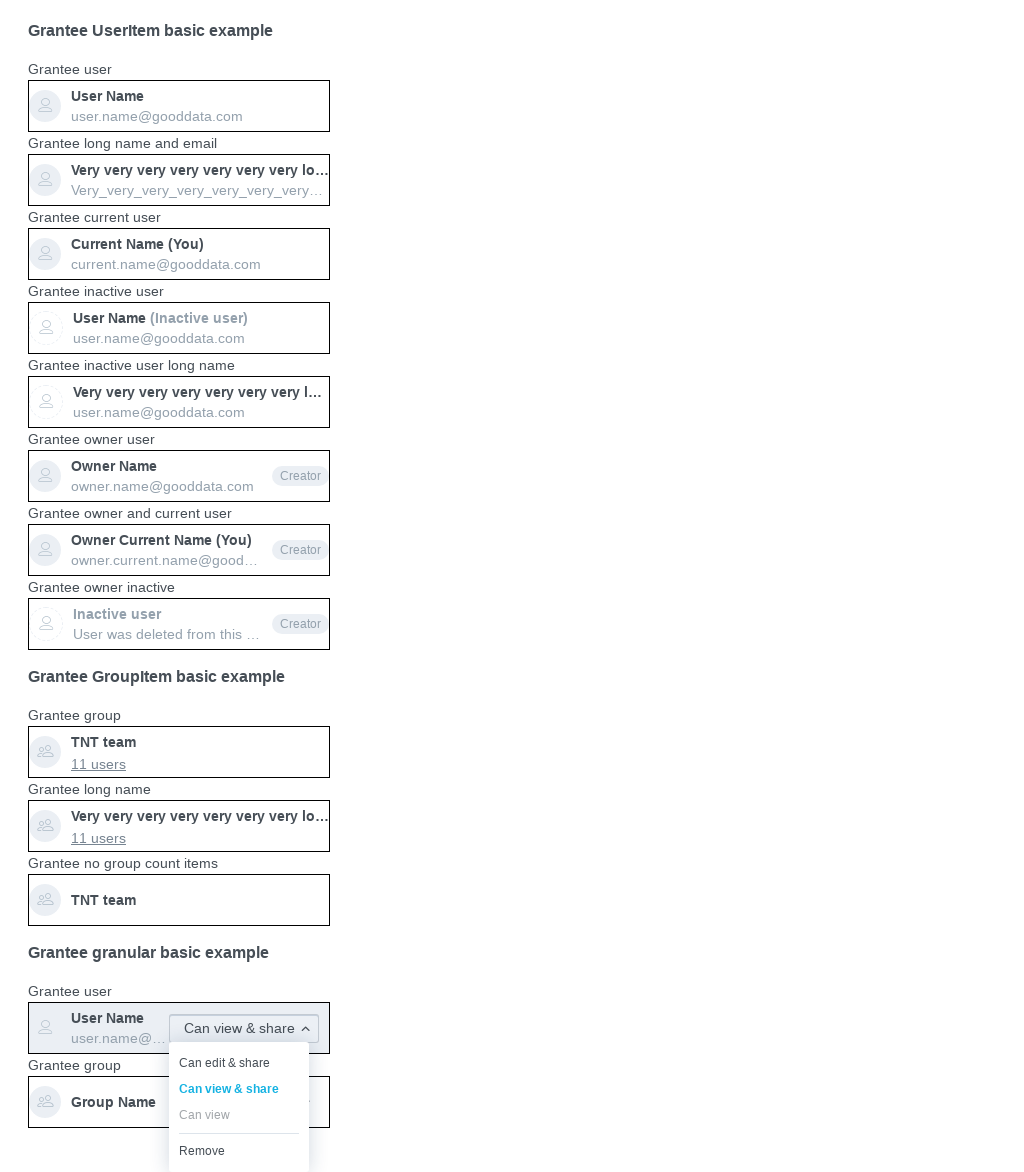 Grantee UserItem basic example
Grantee user
User Name
user.name@gooddata.com
Grantee long name and email
Very very very very very very very lo…
Very_very_very_very_very_very_very…
Grantee current user
Current Name (You)
current.name@gooddata.com
Grantee inactive user
User Name (Inactive user)
user.name@gooddata.com
Grantee inactive user long name
Very very very very very very very l…
user.name@gooddata.com
Grantee owner user
Owner Name
owner.name@gooddata.com
Creator
Grantee owner and current user
Owner Current Name (You)
owner.current.name@good…
Creator
Grantee owner inactive
Inactive user
User was deleted from this …
Creator
Grantee GroupItem basic example
Grantee group
TNT team
11 users
Grantee long name
Very very very very very very very lo…
11 users
Grantee no group count items
TNT team
Grantee granular basic example
Grantee user
User Name
user.name@…
Can view & share
Grantee group
Group Name
Can edit & share
Can view & share
Can view
Remove